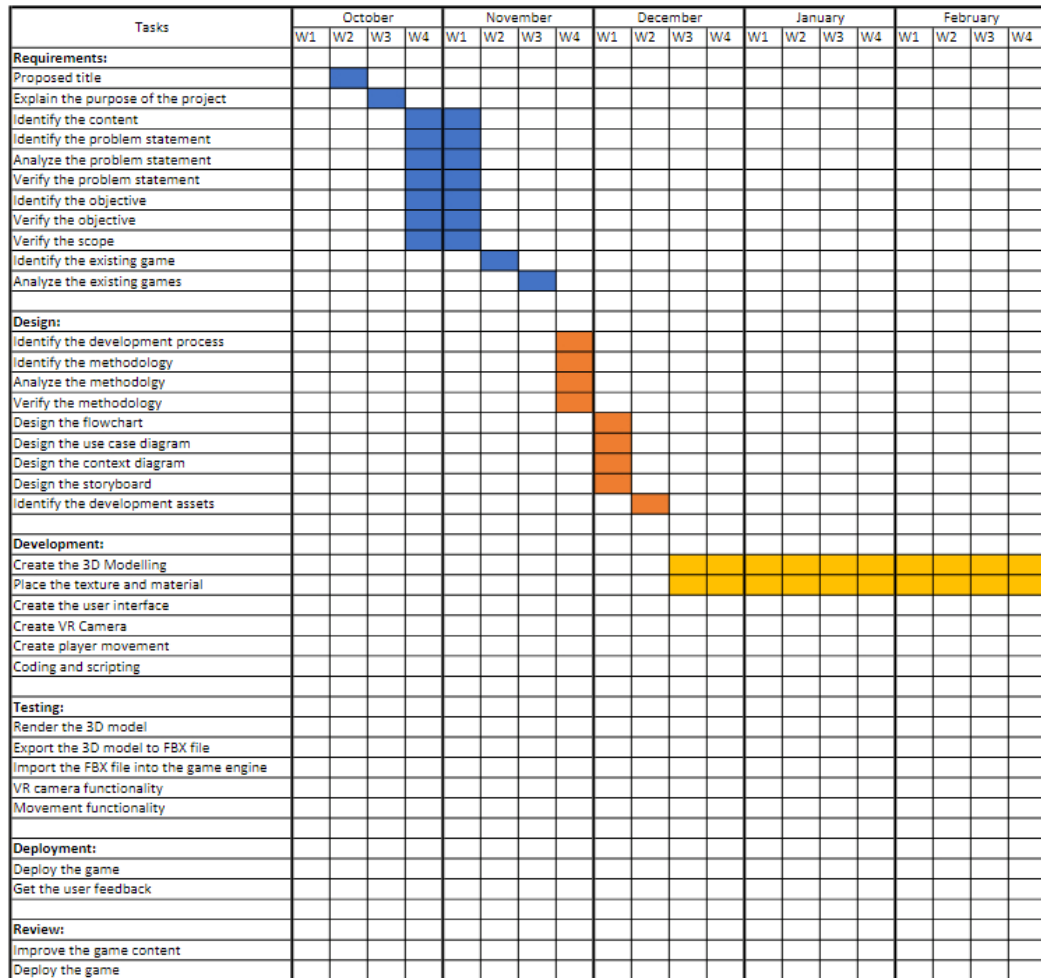 Tasks
October November December January February
W1 W2 W3 W4 W1 W2 W3 W4 W1 W2 W3 W4 W1 W2 W3 W4 W1 W2 W3 W4
Requirements:
Proposed title
Explain the purpose of the project
Identify the content
Identify the problem statement
Analyze the problem statement
Verify the problem statement
Identify the objective
Verify the objective
Verify the scope
Identify the existing game
Analyze the existing games
Design:
Identify the development process
Identify the methodology
Analyze the methodolgy
Verify the methodology
Design the flowchart
Design the use case diagram
Design the context diagram
Design the storyboard
Identify the development assets
Development:
Create the 3D Modelling
Place the texture and material
Create the user interface
Create VR Camera
Create player movement
Coding and scripting
Testing:
Render the 3D model
Export the 3D model to FBX file
Import the FBX file into the game engine
VR camera functionality
Movement functionality
Deployment:
Deploy the game
Get the user feedback
Review:
Improve the game content
Deploy the game